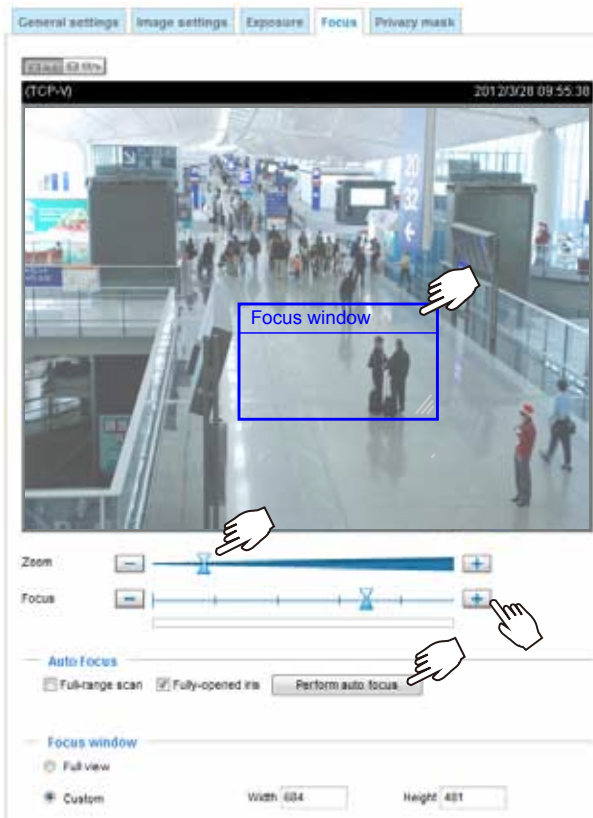 General settings Image settings Exposure Focus Privacy mask
(TCP-V) 2012/3/28 09:55:38
20
32
Focus window
Zoom
Focus
Auto Focus
Full-range scan Fully-opened iris Perform auto focus
Focus window
Full view
Custom Width 684 Height 481